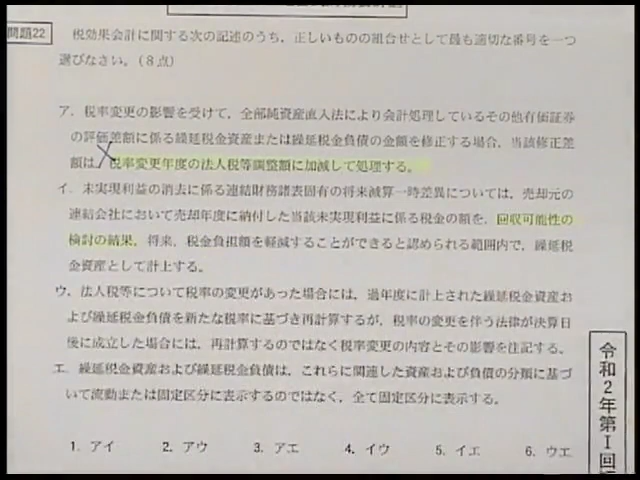 問題22 税効果会計に関する次の記述のうち,正しいものの組合せとして最も適切な番号を一つ
選びなさい。(8点)
ア.税率変更の影響を受けて,全部純資産直入法により会計処理しているその他有価証券
の評価差額に係る繰延税金資産または繰延税金負債の金額を修正する場合,当該修正差
額は,税率変更年度の法人税等調整額に加減して処理する。
イ.未実現利益の消去に係る連結財務諸表固有の将来減算一時差異については,売却元の
連結会社において売却年度に納付した当該未実現利益に係る税金の額を,回収可能性の
検討の結果,将来,税金負担額を軽減することができると認められる範囲内で,繰延税
金資産として計上する。
ウ.法人税等について税率の変更があった場合には,過年度に計上された繰延税金資産お
よび繰延税金負債を新たな税率に基づき再計算するが,税率の変更を伴う法律が決算日
後に成立した場合には,再計算するのではなく税率変更の内容とその影響を注記する。
エ.繰延税金資産および繰延税金負債は,これらに関連した資産および負債の分類に基づ
いて流動または固定区分に表示するのではなく,全て固定区分に表示する。
1.アイ 2.アウ 3.アエ 4.イウ 5.イエ 6.ウエ
令和2年第Ⅰ回